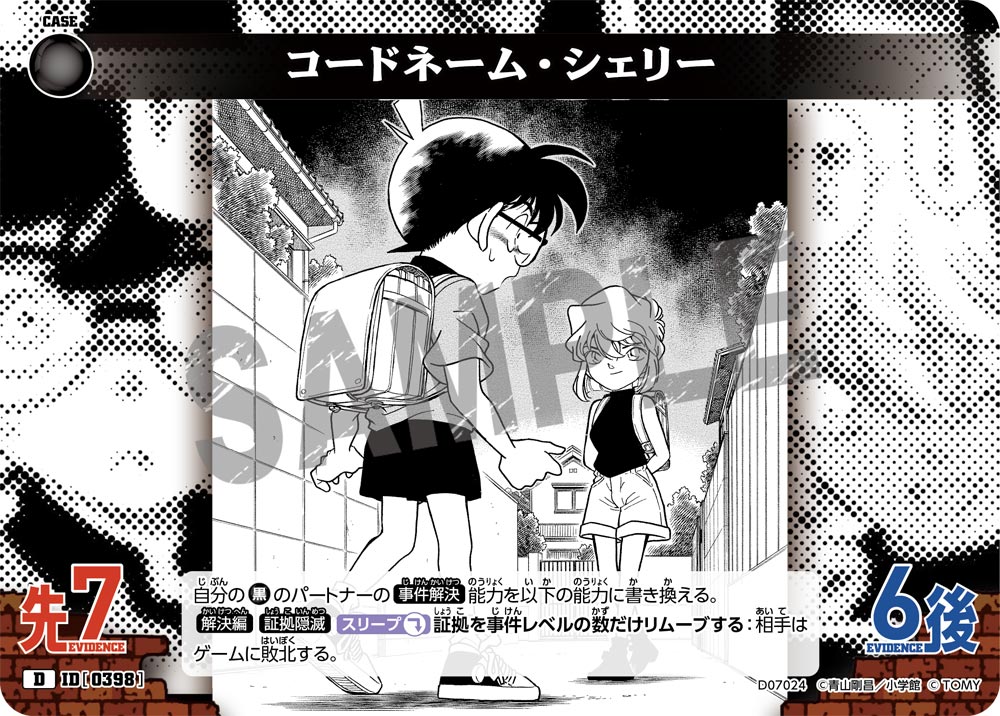 CASE
コードネーム・シェリー
SAMPLE
自分の黒のパートナーの事件解決能力を以下の能力に書き換える。
解決編 証拠隠滅 スリープ 証拠を事件レベルの数だけリムーブする:相手は
ゲームに敗北する。
先7
EVIDENCE
6後
EVIDENCE
D ID[0398]
D07024 ©青山剛昌/小学館 © TOMY